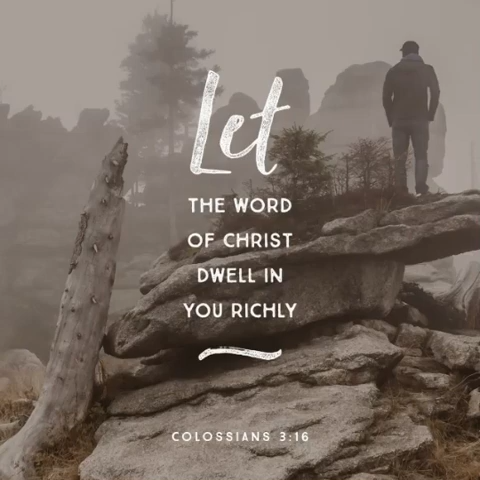 Let
THE WORD
OF CHRIST
DWELL IN
YOU RICHLY
COLOSSIANS 3:16